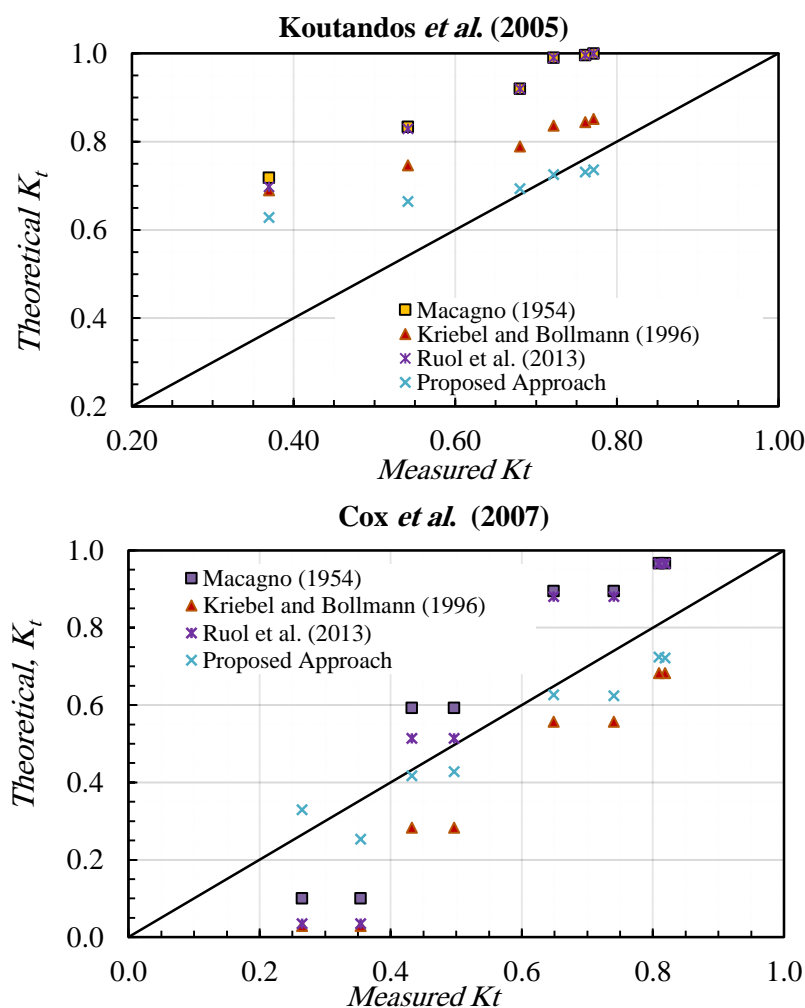 Koutandos et al. (2005)
1.0
0.8
0.6
0.4
0.2
Theoretical Kt
Macagno (1954)
Kriebel and Bollmann (1996)
Ruol et al. (2013)
Proposed Approach
0.20 0.40 0.60 0.80 1.00
Measured Kt
Cox et al. (2007)
1.0
0.8
0.6
0.4
0.2
0.0
Theoretical, Kt
Macagno (1954)
Kriebel and Bollmann (1996)
Ruol et al. (2013)
Proposed Approach
0.0 0.2 0.4 0.6 0.8 1.0
Measured Kt